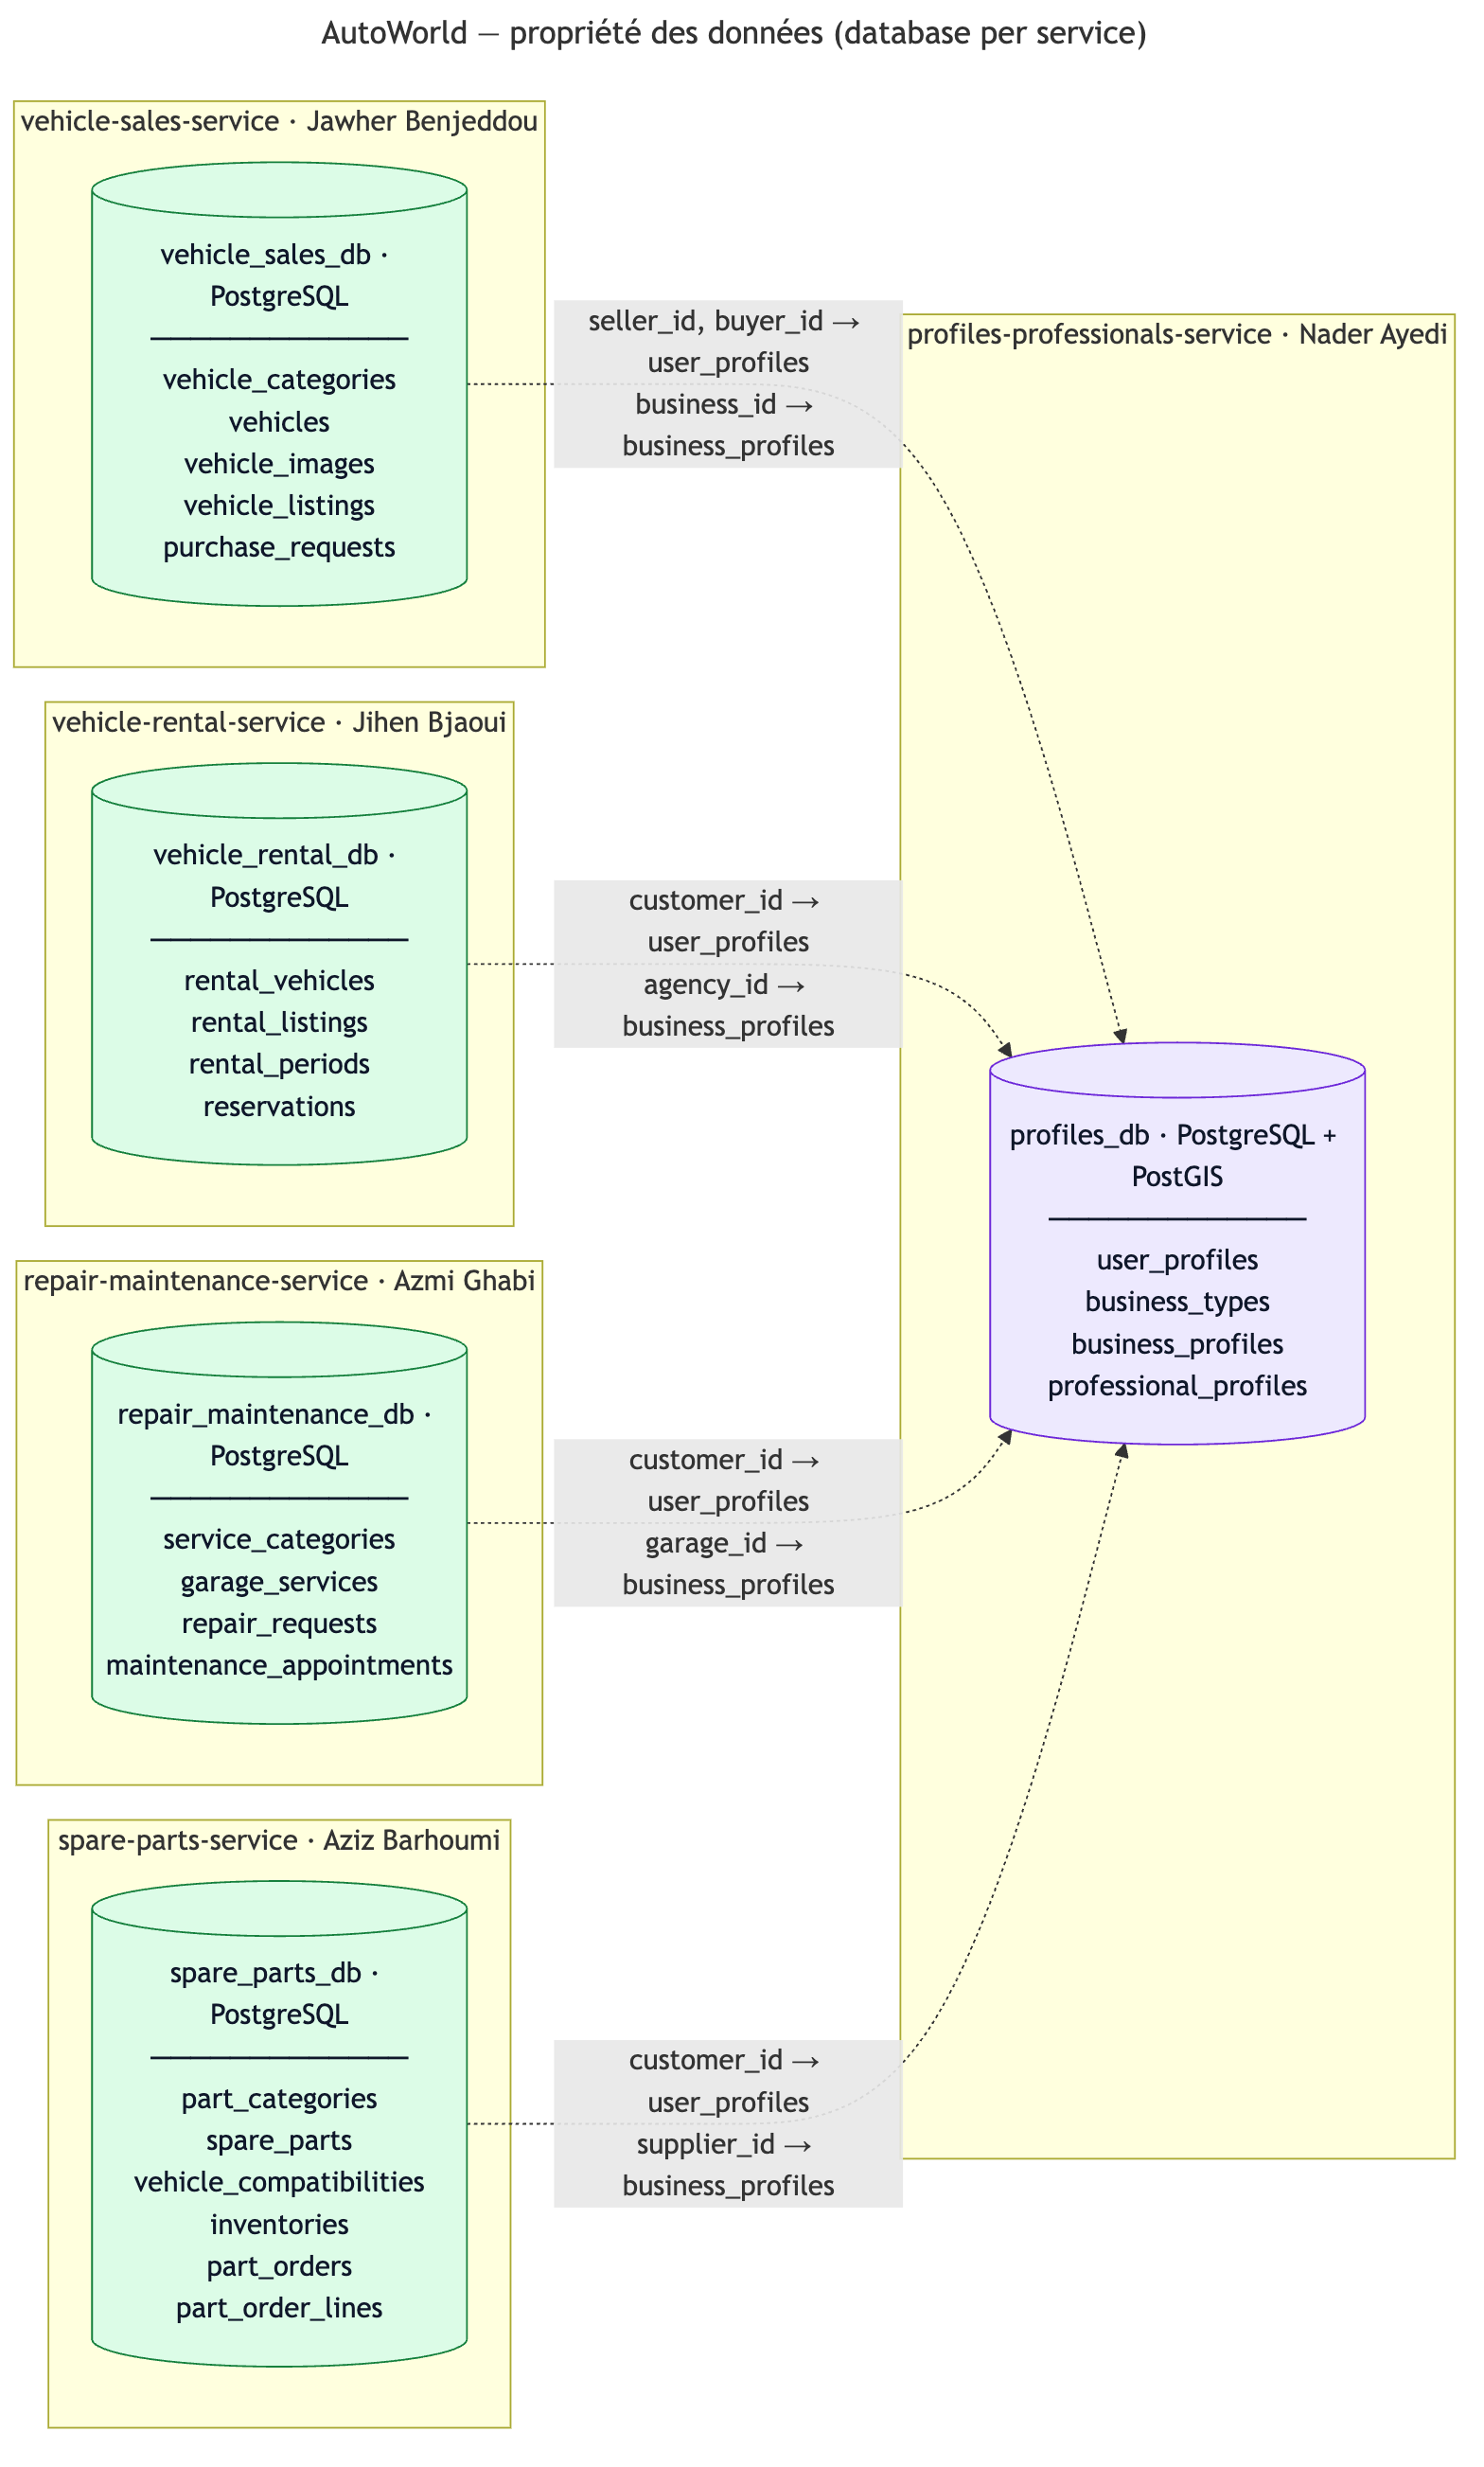 AutoWorld — propriété des données (database per service)
vehicle-sales-service · Jawher Benjeddou
vehicle_sales_db ·
PostgreSQL
vehicle_categories
vehicles
vehicle_images
vehicle_listings
purchase_requests
seller_id, buyer_id →
user_profiles
business_id →
business_profiles
profiles-professionals-service · Nader Ayedi
vehicle-rental-service · Jihen Bjaoui
vehicle_rental_db ·
PostgreSQL
rental_vehicles
rental_listings
rental_periods
reservations
customer_id →
user_profiles
agency_id →
business_profiles
profiles_db · PostgreSQL +
PostGIS
user_profiles
business_types
business_profiles
professional_profiles
repair-maintenance-service · Azmi Ghabi
repair_maintenance_db ·
PostgreSQL
service_categories
garage_services
repair_requests
maintenance_appointments
customer_id →
user_profiles
garage_id →
business_profiles
spare-parts-service · Aziz Barhoumi
spare_parts_db ·
PostgreSQL
part_categories
spare_parts
vehicle_compatibilities
inventories
part_orders
part_order_lines
customer_id →
user_profiles
supplier_id →
business_profiles